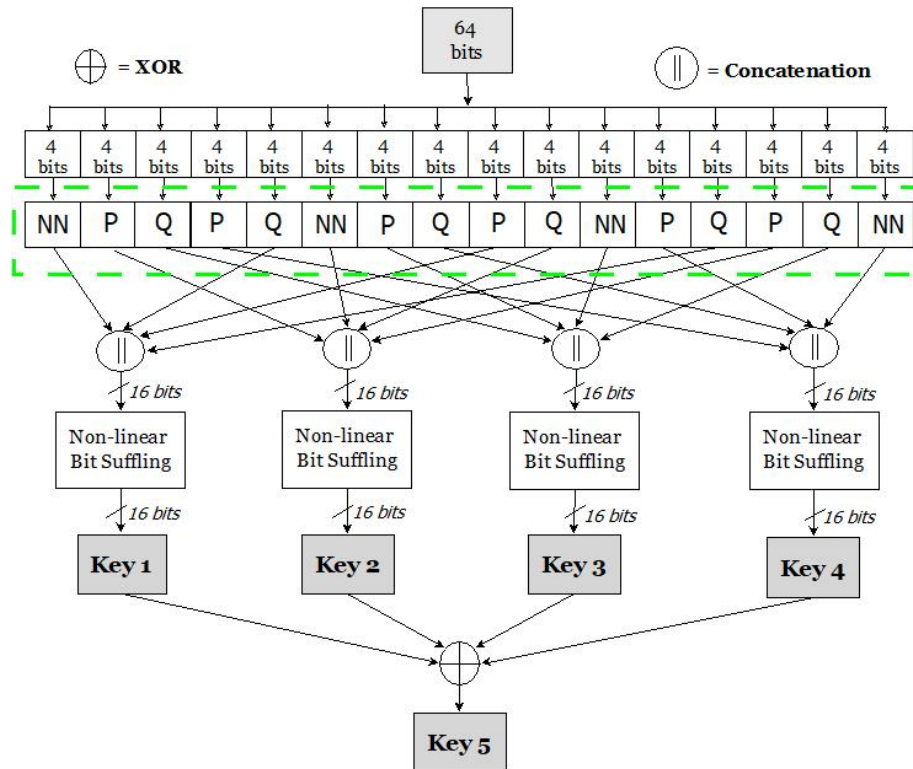 64
bits
= XOR
|| = Concatenation
4 4 4 4 4 4 4 4 4 4 4 4 4 4 4 4
bits bits bits bits bits bits bits bits bits bits bits bits bits bits bits bits
NN P Q P Q NN P Q P Q NN P Q P Q NN
|| || || ||
16 bits 16 bits 16 bits 16 bits
Non-linear Non-linear Non-linear Non-linear
Bit Suffling Bit Suffling Bit Suffling Bit Suffling
16 bits 16 bits 16 bits 16 bits
Key 1 Key 2 Key 3 Key 4
Key 5